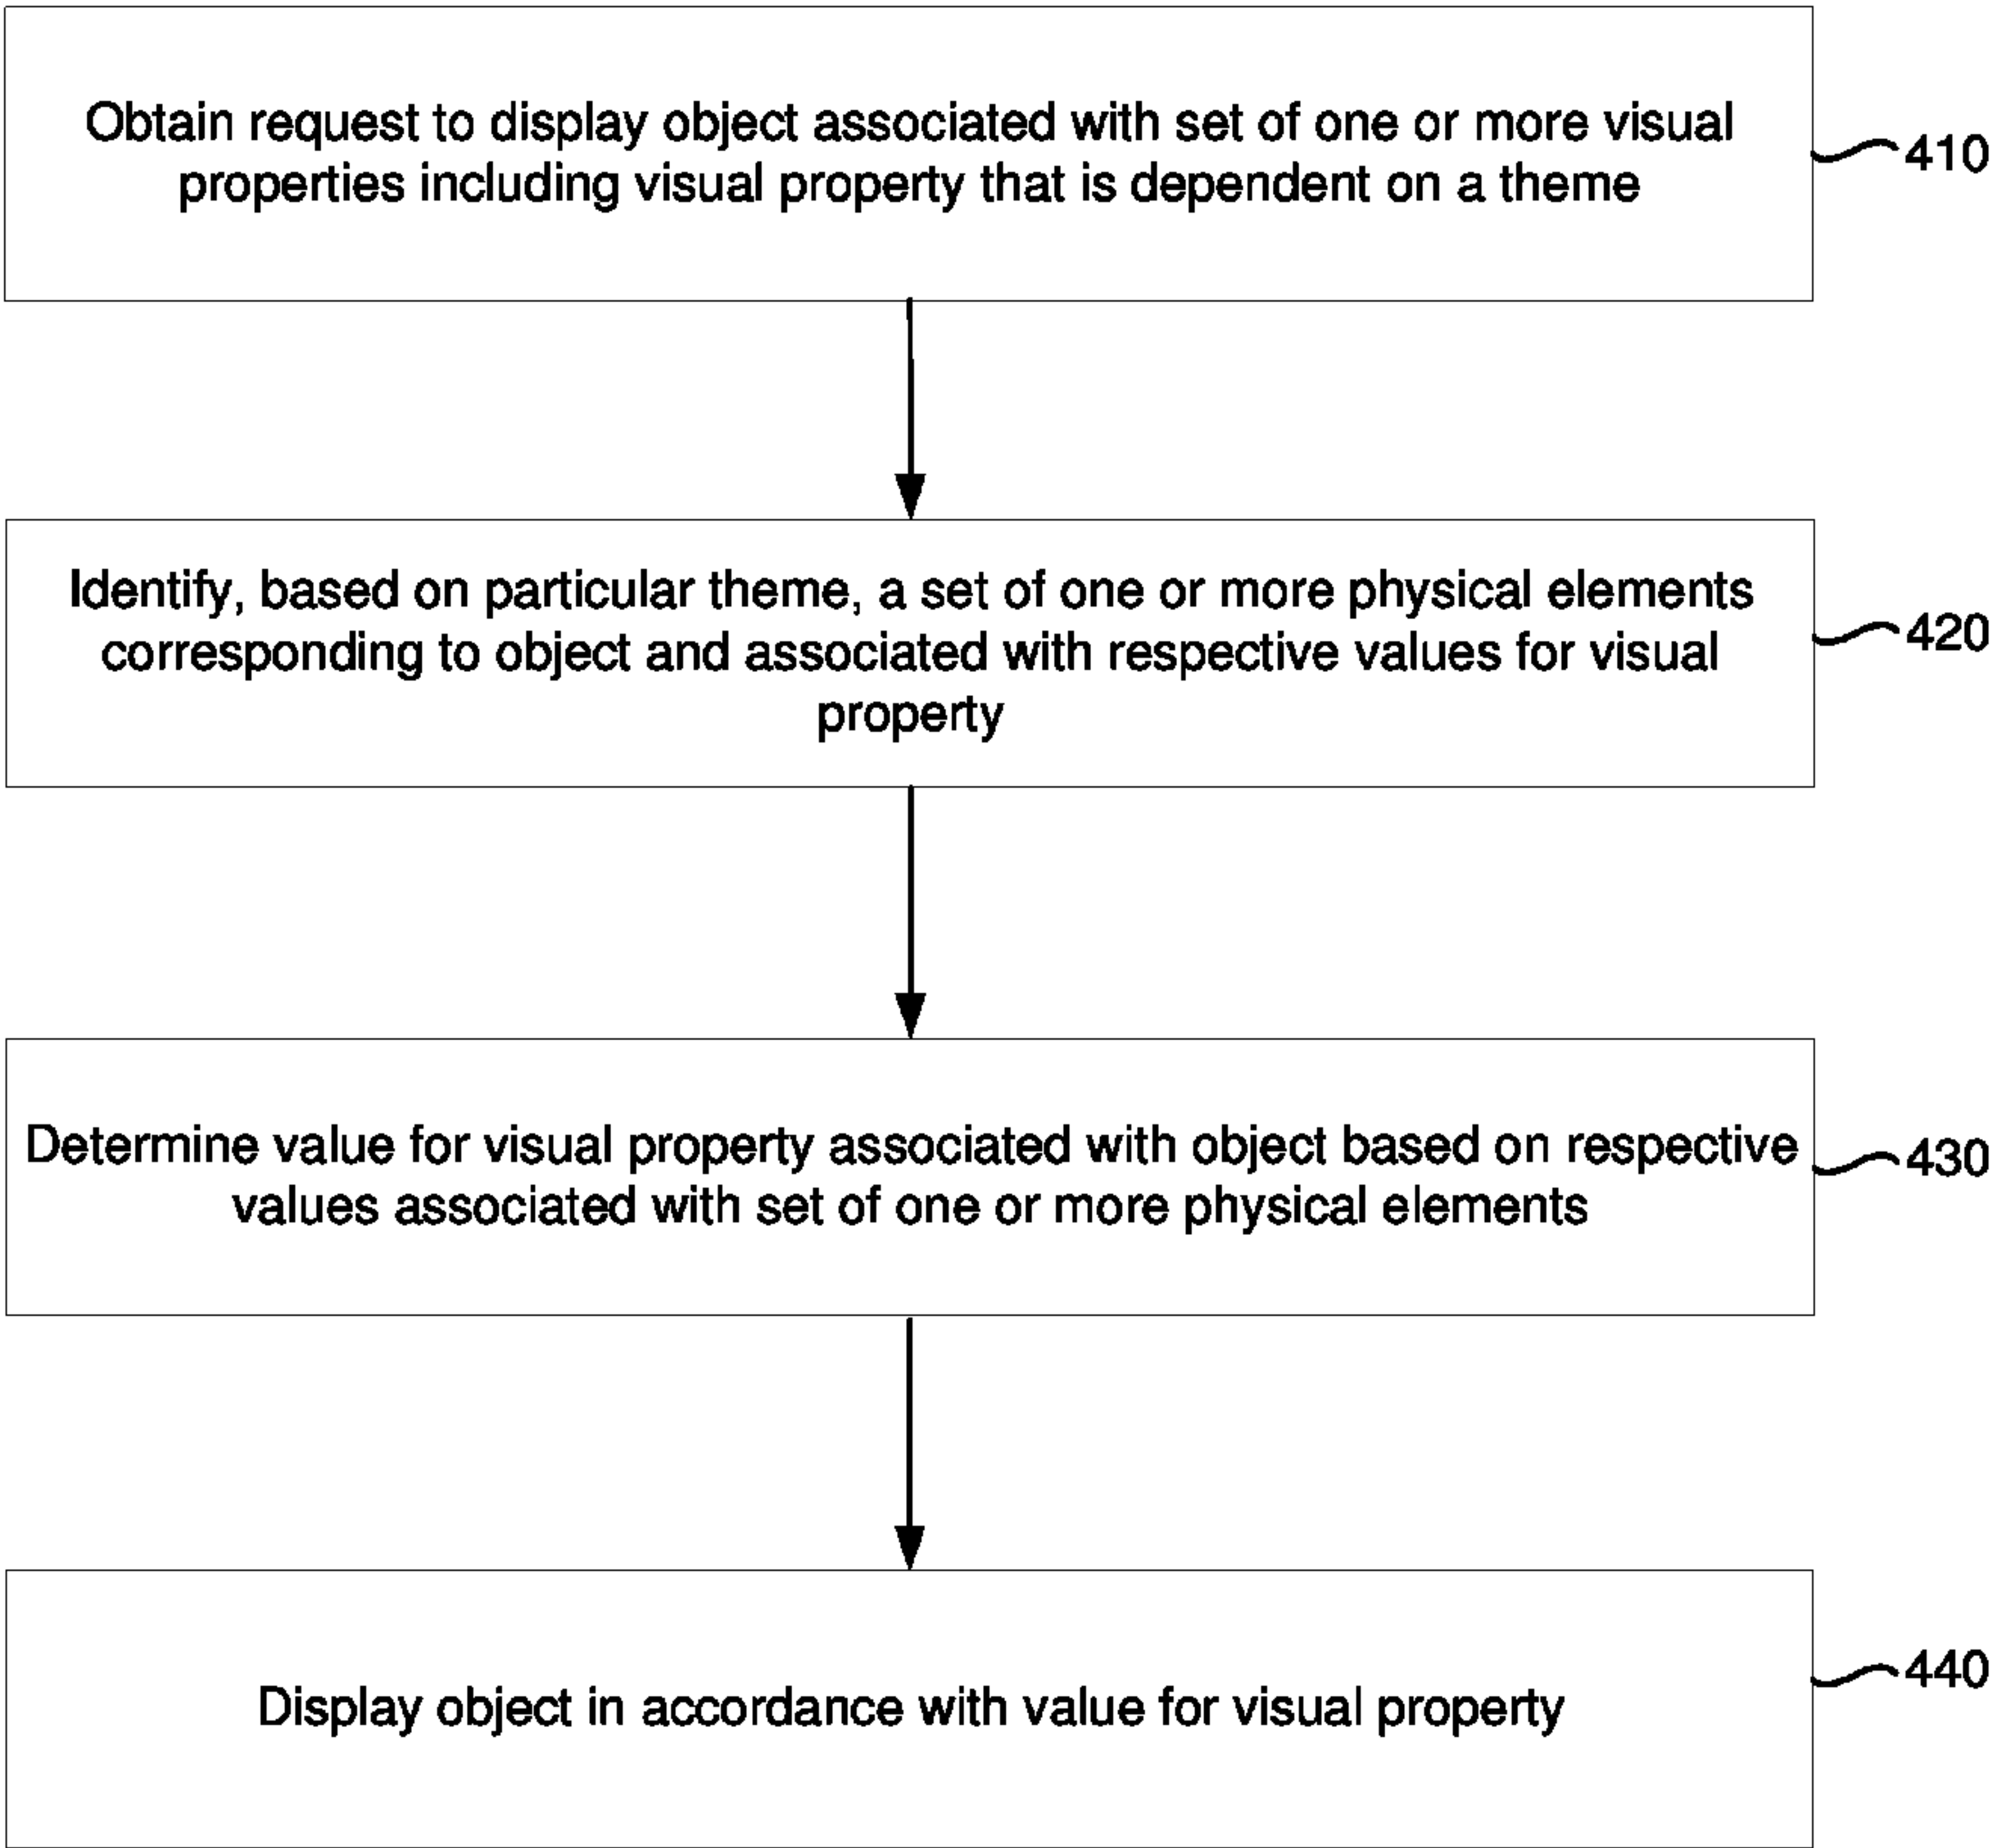 Obtain request to display object associated with set of one or more visual
properties including visual property that is dependent on a theme
410
Identify, based on particular theme, a set of one or more physical elements
corresponding to object and associated with respective values for visual
property
420
Determine value for visual property associated with object based on respective
values associated with set of one or more physical elements
430
Display object in accordance with value for visual property
440